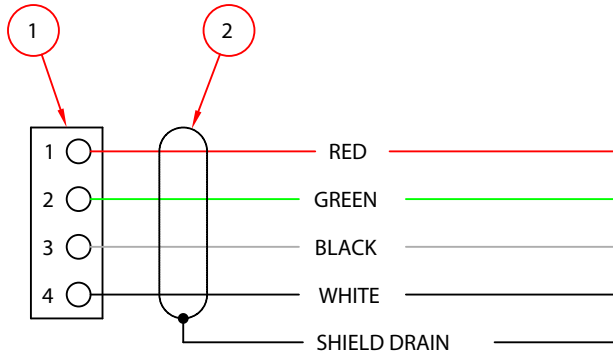 1 2
1 RED
2 GREEN
3 BLACK
4 WHITE
SHIELD DRAIN